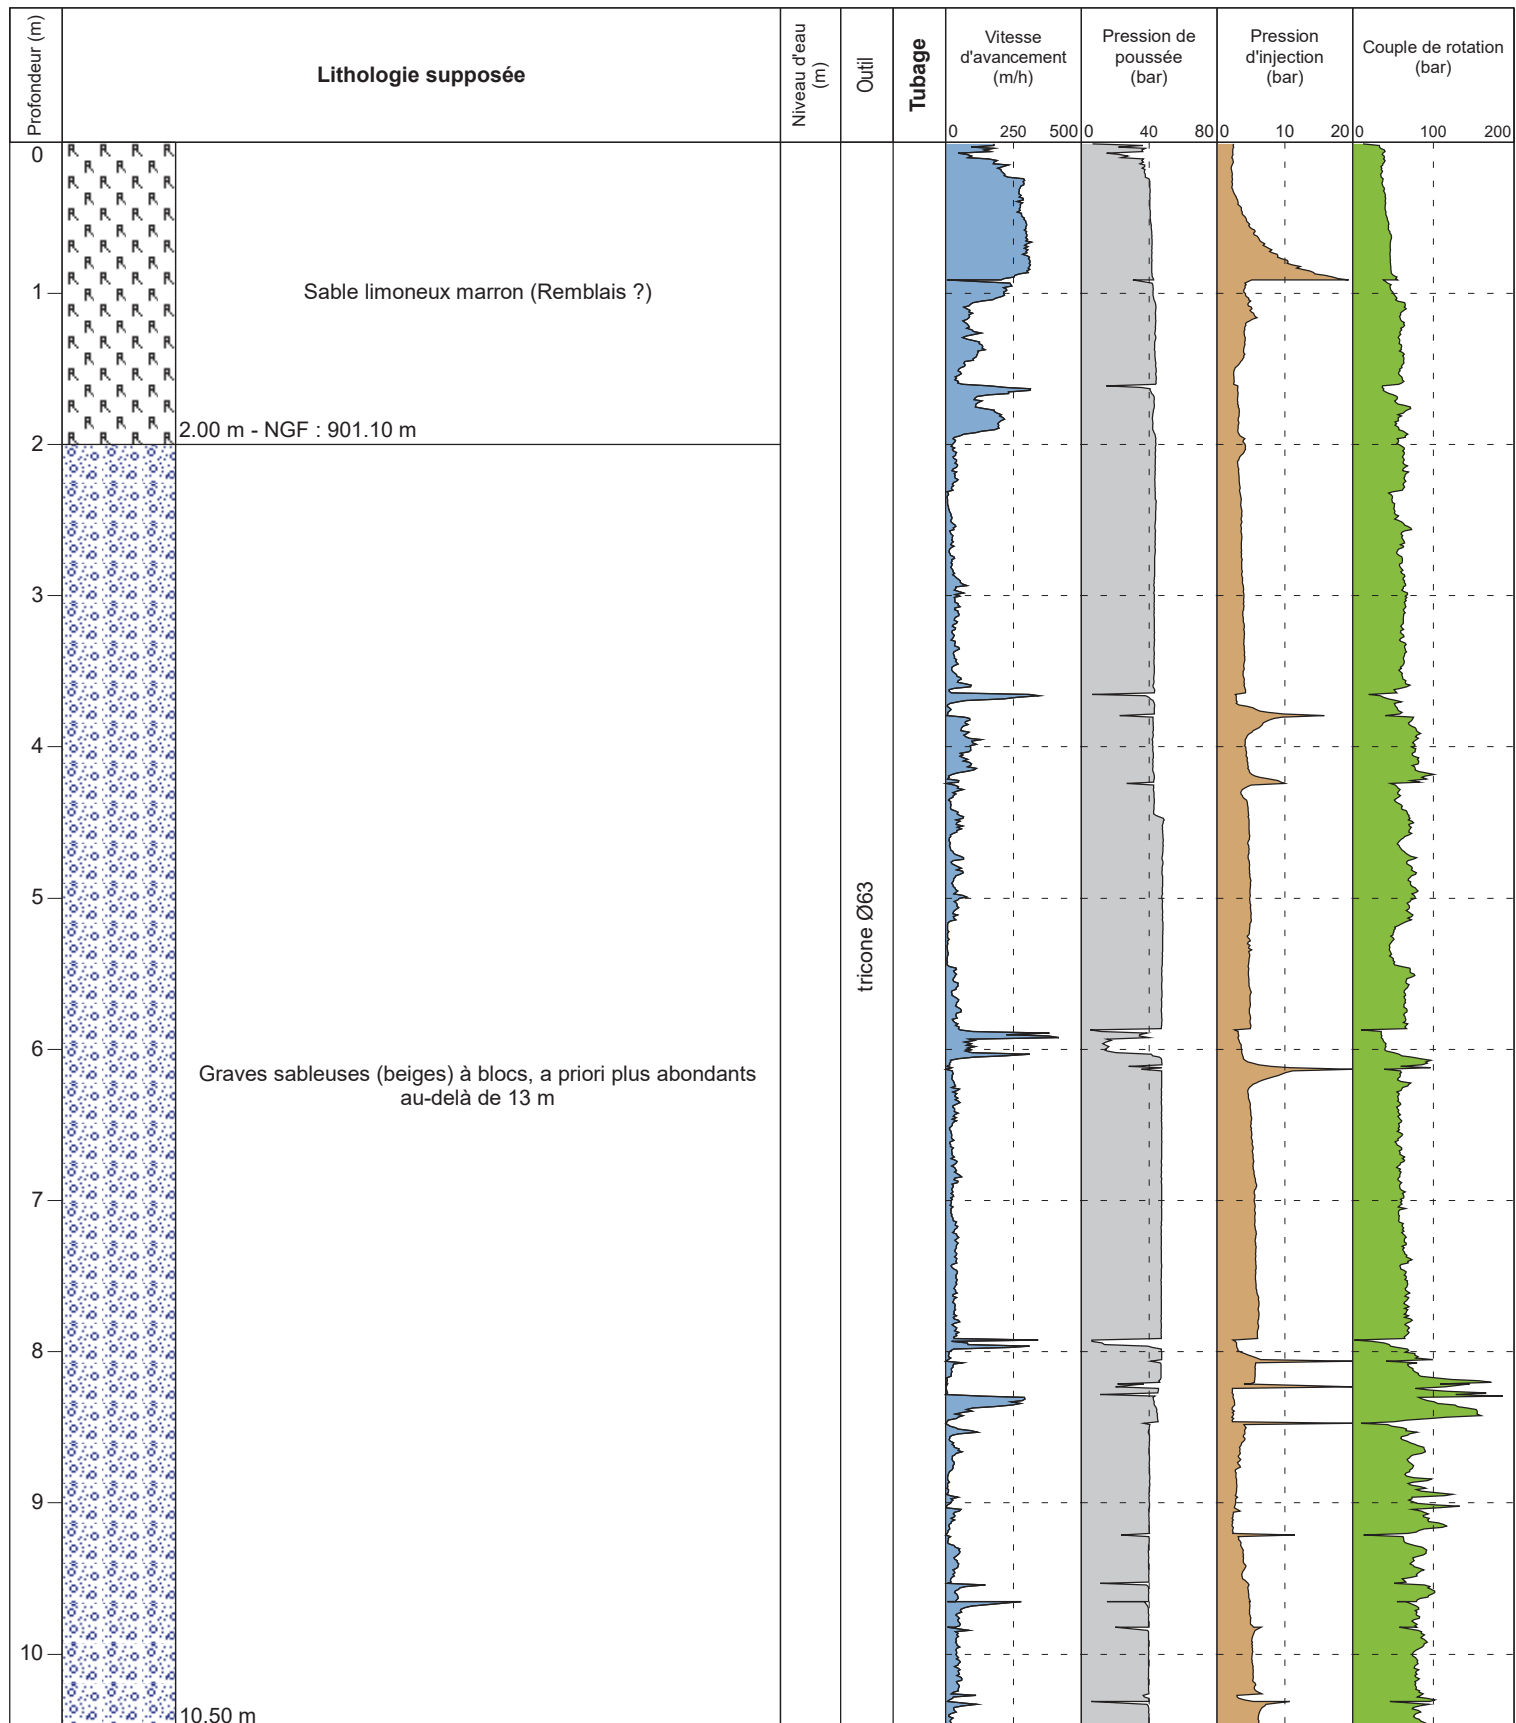 Profondeur (m)
Lithologie supposée
Niveau d'eau
(m)
Outil
Tubage
Vitesse
d'avancement
(m/h)
Pression de
poussée
(bar)
Pression
d'injection
(bar)
Couple de rotation
(bar)
0 250 500 0 40 80 0 10 20 0 100 200
0
Sable limoneux marron (Remblais ?)
1
2.00 m - NGF : 901.10 m
2
3
4
5
tricone Ø63
6
Graves sableuses (beiges) à blocs, a priori plus abondants
au-delà de 13 m
7
8
9
10
10.50 m